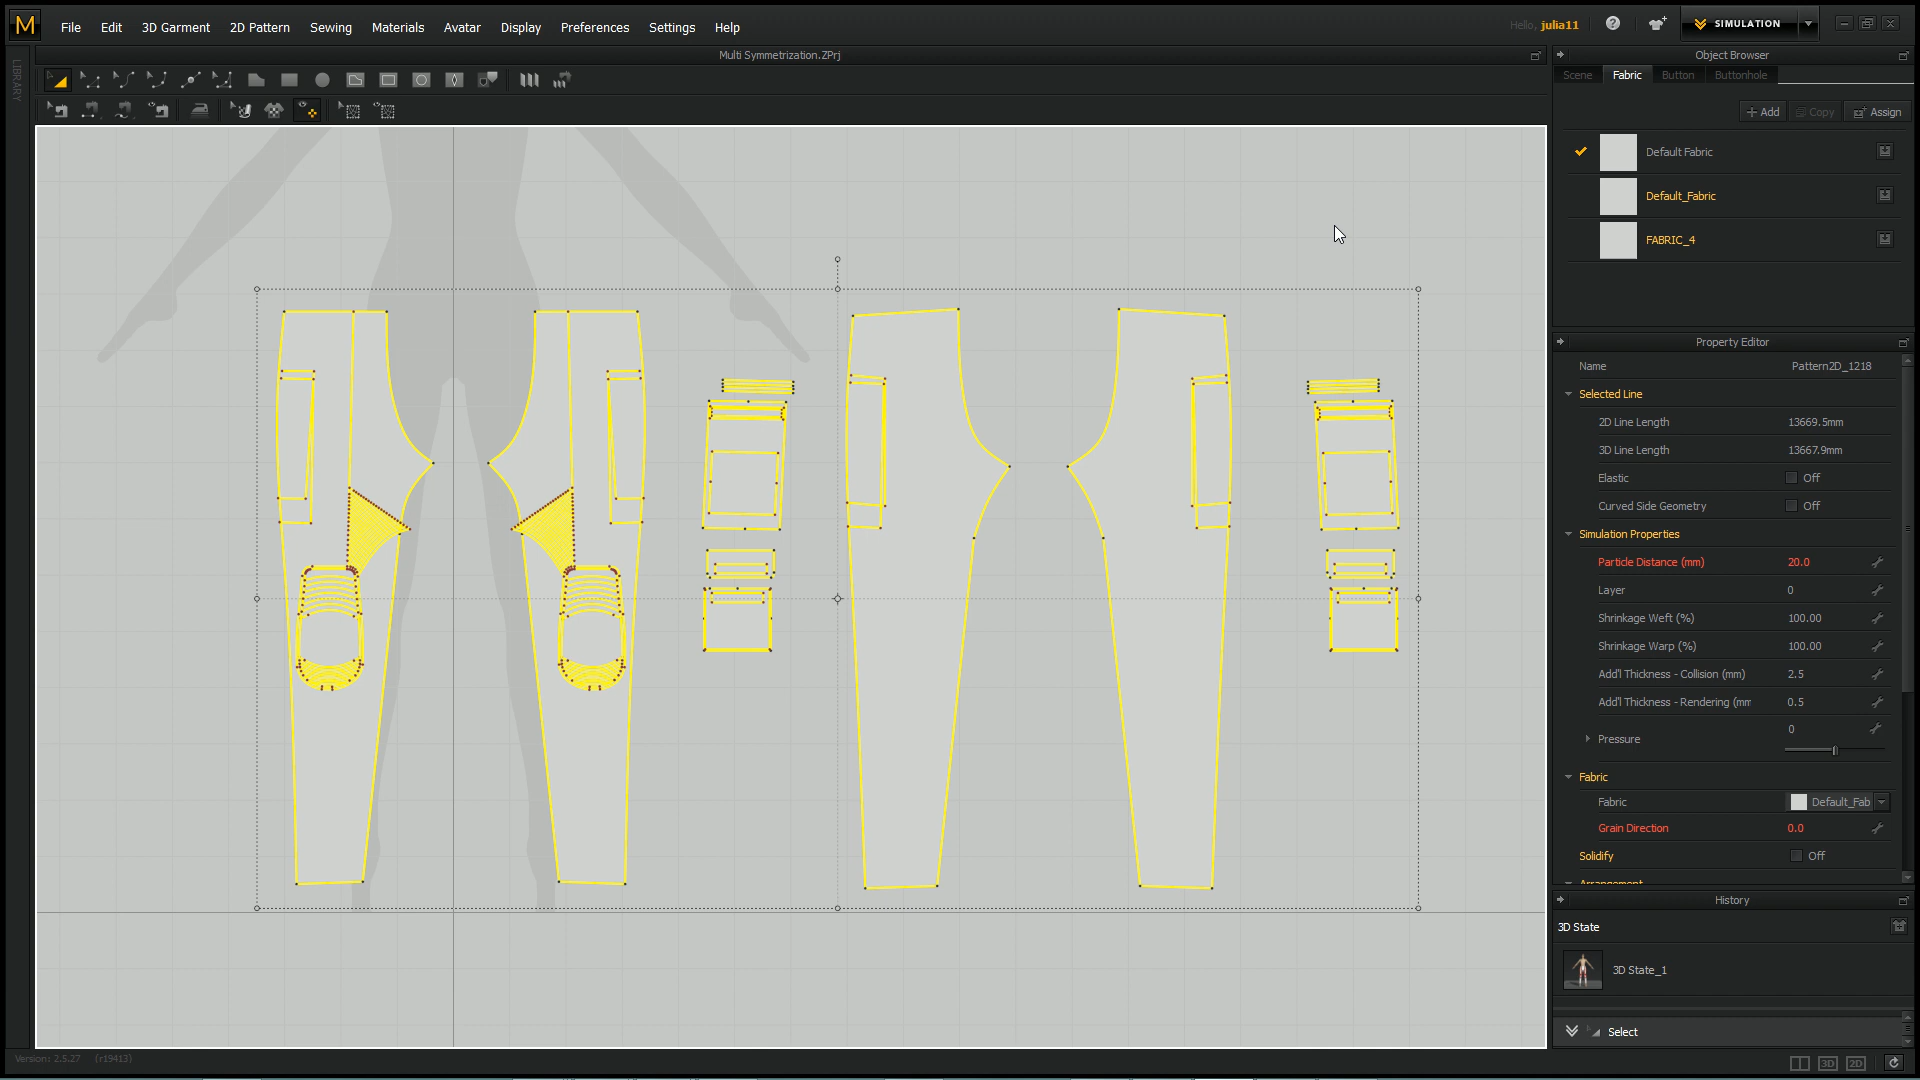 M File Edit 3D Garment 2D Pattern Sewing Materials Avatar Display Preferences Settings Help
Hello, julia11 ? SIMULATION
Multi Symmetrization.ZPrj
LIBRARY
Object Browser
Scene Fabric Button Buttonhole
+ Add Copy Assign
Default Fabric
Default_Fabric
FABRIC_4
Property Editor
Name Pattern2D_1218
Selected Line
2D Line Length 13669.5mm
3D Line Length 13667.9mm
Elastic Off
Curved Side Geometry Off
Simulation Properties
Particle Distance (mm) 20.0
Layer 0
Shrinkage Weft (%) 100.00
Shrinkage Warp (%) 100.00
Add'l Thickness - Collision (mm) 2.5
Add'l Thickness - Rendering (mm 0.5
Pressure 0
Fabric
Fabric Default_Fab
Grain Direction 0.0
Solidify Off
Arrangement
History
3D State
3D State_1
Select
Version: 2.5.27 (r19413)
3D 2D